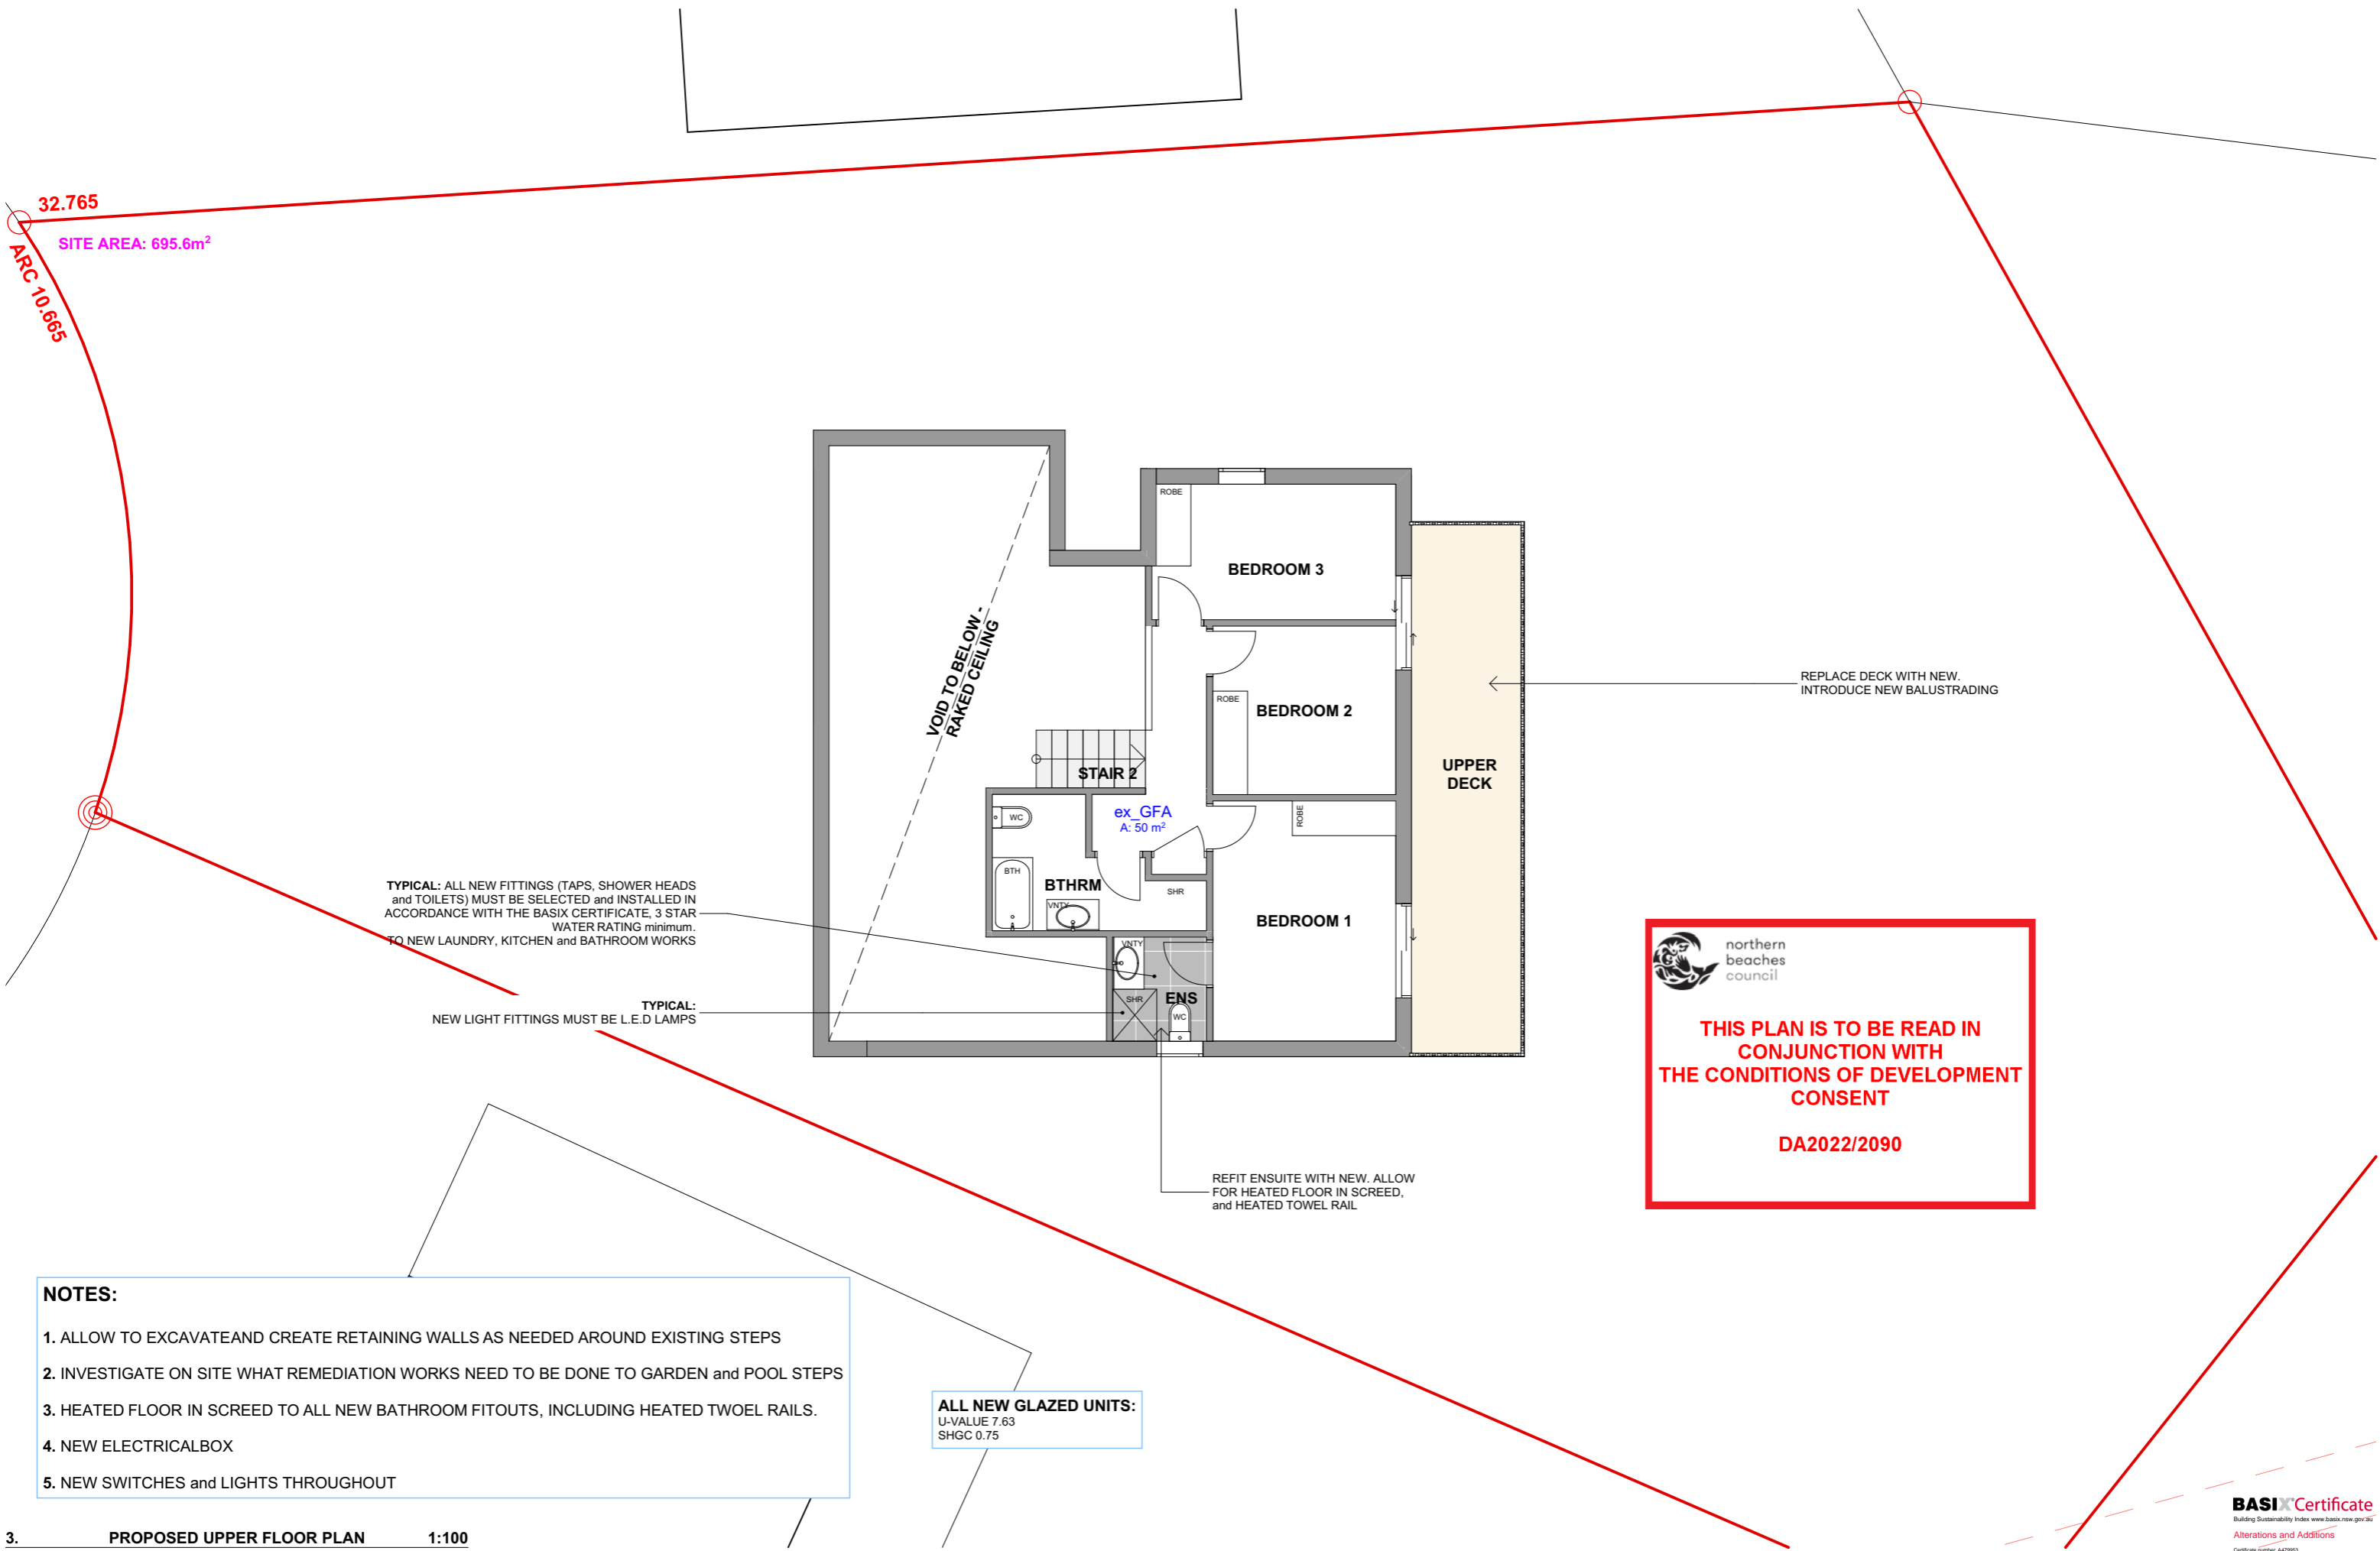 32.765
SITE AREA: 695.6m²
ARC 10.665
ROBE
BEDROOM 3
VOID TO BELOW -
RAKED CEILING
ROBE
BEDROOM 2
REPLACE DECK WITH NEW.
INTRODUCE NEW BALUSTRADING
STAIR 2
UPPER
DECK
ex_GFA
A: 50 m²
ROBE
WC
BTH
BTHRM
VNTY
SHR
BEDROOM 1
TYPICAL: ALL NEW FITTINGS (TAPS, SHOWER HEADS
and TOILETS) MUST BE SELECTED and INSTALLED IN
ACCORDANCE WITH THE BASIX CERTIFICATE, 3 STAR
WATER RATING minimum.
TO NEW LAUNDRY, KITCHEN and BATHROOM WORKS
VNTY
SHR
ENS
WC
TYPICAL:
NEW LIGHT FITTINGS MUST BE L.E.D LAMPS
northern
beaches
council
THIS PLAN IS TO BE READ IN
CONJUNCTION WITH
THE CONDITIONS OF DEVELOPMENT
CONSENT
DA2022/2090
REFIT ENSUITE WITH NEW. ALLOW
FOR HEATED FLOOR IN SCREED,
and HEATED TOWEL RAIL
NOTES:
1. ALLOW TO EXCAVATEAND CREATE RETAINING WALLS AS NEEDED AROUND EXISTING STEPS
2. INVESTIGATE ON SITE WHAT REMEDIATION WORKS NEED TO BE DONE TO GARDEN and POOL STEPS
3. HEATED FLOOR IN SCREED TO ALL NEW BATHROOM FITOUTS, INCLUDING HEATED TWOEL RAILS.
4. NEW ELECTRICALBOX
5. NEW SWITCHES and LIGHTS THROUGHOUT
ALL NEW GLAZED UNITS:
U-VALUE 7.63
SHGC 0.75
3. PROPOSED UPPER FLOOR PLAN 1:100
BASIX Certificate
Building Sustainability Index www.basix.nsw.gov.au
Alterations and Additions